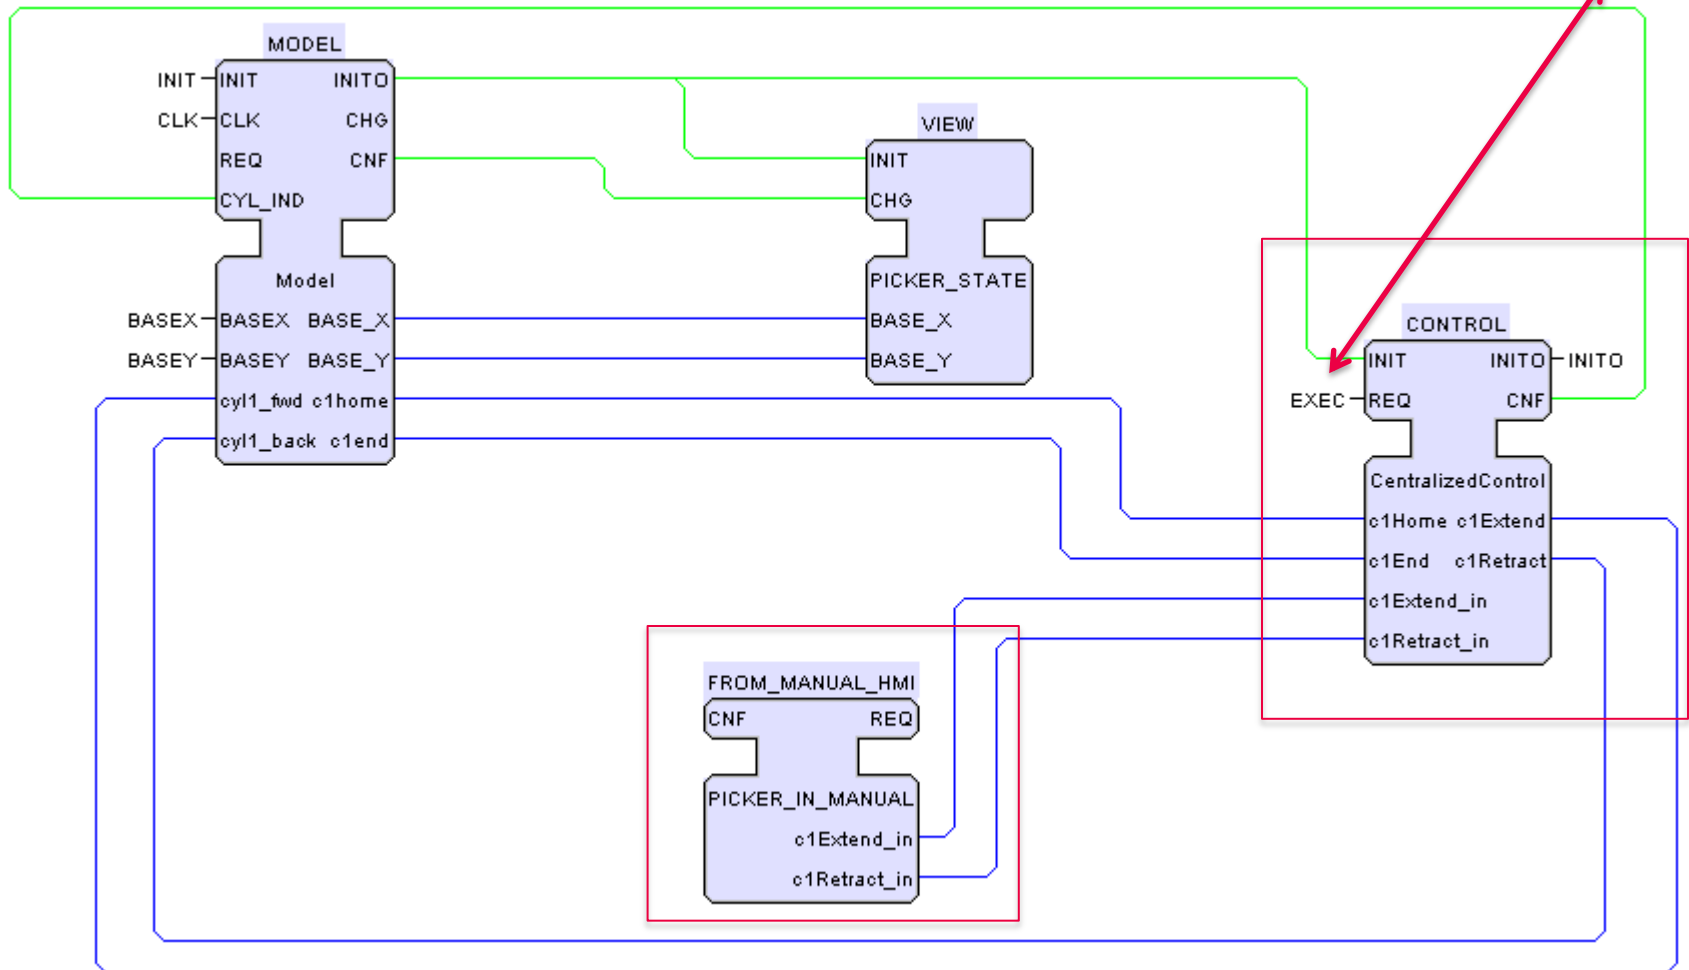 MODEL
INIT INIT INITO
CLK CLK CHG
REQ CNF
CYL_IND
Model
BASEX BASEX BASE_X
BASEY BASEY BASE_Y
cyl1_fwd c1home
cyl1_back c1end
VIEW
INIT
CHG
PICKER_STATE
BASE_X
BASE_Y
CONTROL
INIT INITO INITO
EXEC REQ CNF
CentralizedControl
c1Home c1Extend
c1End c1Retract
c1Extend_in
c1Retract_in
FROM_MANUAL_HMI
CNF REQ
PICKER_IN_MANUAL
c1Extend_in
c1Retract_in